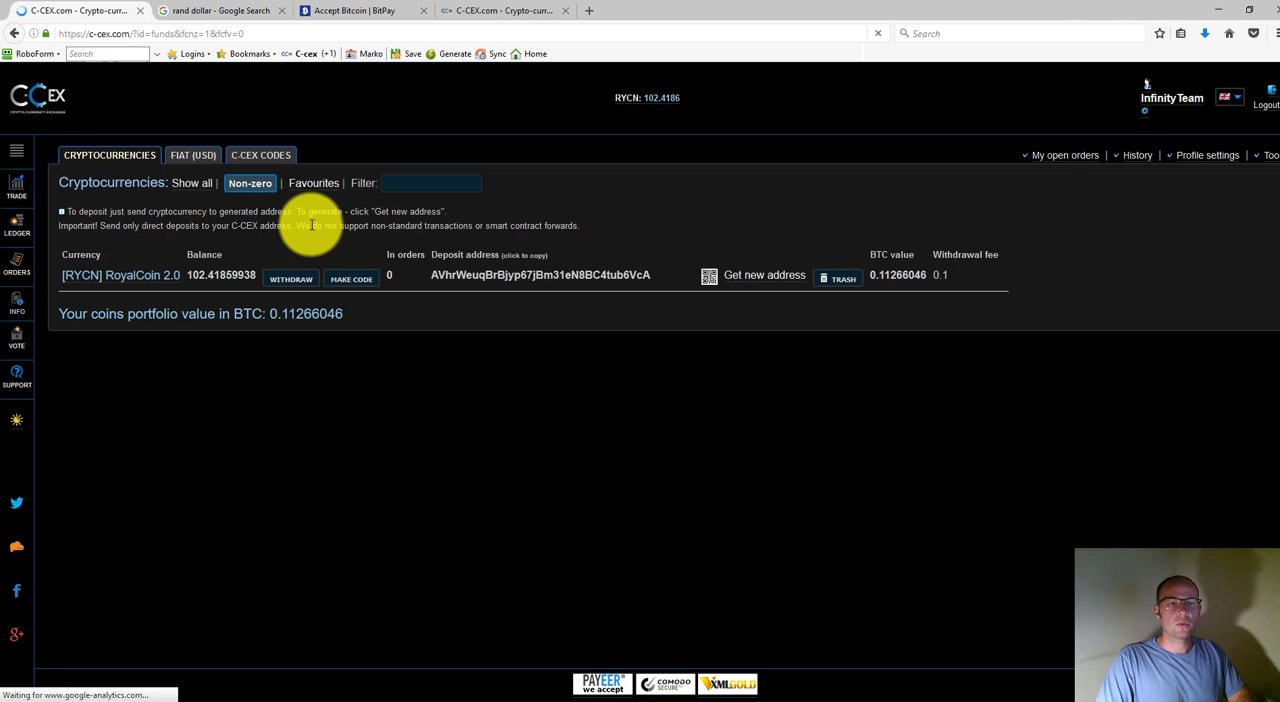 C-CEX.com - Crypto-curr...
rand dollar - Google Search
Accept Bitcoin | BitPay
C-CEX.com - Crypto-curr...
https://c-cex.com/?id=funds&fcnz=1&fcfv=0
Search
RoboForm
Search
Logins
Bookmarks
C-cex (+1)
Marko
Save
Generate
Sync
Home
C-CEX
CRYPTO-CURRENCY EXCHANGE
RYCN: 102.4186
InfinityTeam
Logout
CRYPTOCURRENCIES
FIAT (USD)
C-CEX CODES
My open orders
History
Profile settings
Too
Cryptocurrencies: Show all | Non-zero | Favourites | Filter:
To deposit just send cryptocurrency to generated address. To generate - click "Get new address".
Important! Send only direct deposits to your C-CEX address. We do not support non-standard transactions or smart contract forwards.
Currency Balance In orders Deposit address (click to copy) BTC value Withdrawal fee
[RYCN] RoyalCoin 2.0 102.41859938 WITHDRAW MAKE CODE 0 AVhrWeuqBrBjyp67jBm31eN8BC4tub6VcA Get new address TRASH 0.11266046 0.1
Your coins portfolio value in BTC: 0.11266046
TRADE
LEDGER
ORDERS
INFO
VOTE
SUPPORT
Waiting for www.google-analytics.com...
PAYEER
we accept
COMODO
SECURE
XMLGOLD